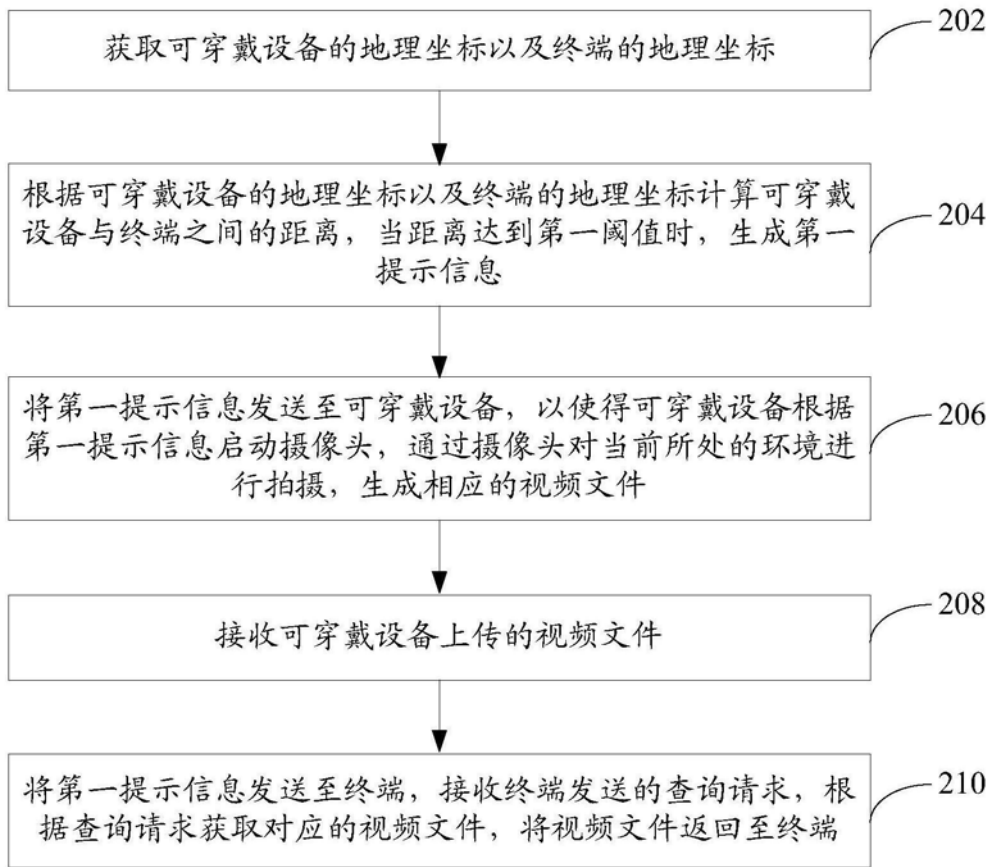 获取可穿戴设备的地理坐标以及终端的地理坐标
202
根据可穿戴设备的地理坐标以及终端的地理坐标计算可穿戴
设备与终端之间的距离，当距离达到第一阈值时，生成第一
提示信息
204
将第一提示信息发送至可穿戴设备，以使得可穿戴设备根据
第一提示信息启动摄像头，通过摄像头对当前所处的环境进
行拍摄，生成相应的视频文件
206
接收可穿戴设备上传的视频文件
208
将第一提示信息发送至终端，接收终端发送的查询请求，根
据查询请求获取对应的视频文件，将视频文件返回至终端
210